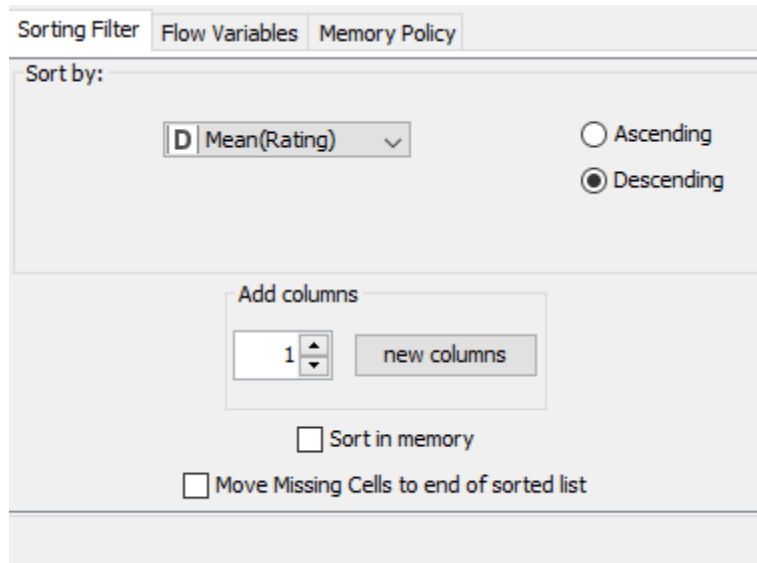 Sorting Filter Flow Variables Memory Policy
Sort by:
D Mean(Rating)
Ascending
Descending
Add columns
1 new columns
Sort in memory
Move Missing Cells to end of sorted list